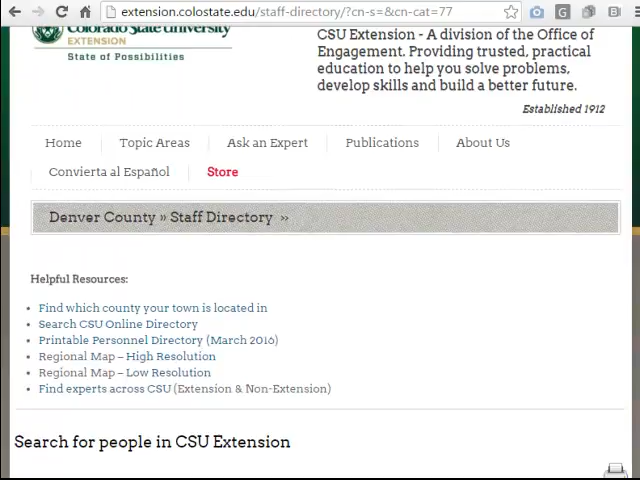 extension.colostate.edu/staff-directory/?cn-s=&cn-cat=77
Colorado State University
EXTENSION
State of Possibilities
CSU Extension - A division of the Office of
Engagement. Providing trusted, practical
education to help you solve problems,
develop skills and build a better future.
Established 1912
Home
Topic Areas
Ask an Expert
Publications
About Us
Convierta al Español
Store
Denver County » Staff Directory »
Helpful Resources:
• Find which county your town is located in
• Search CSU Online Directory
• Printable Personnel Directory (March 2016)
• Regional Map – High Resolution
• Regional Map – Low Resolution
• Find experts across CSU (Extension & Non-Extension)
Search for people in CSU Extension